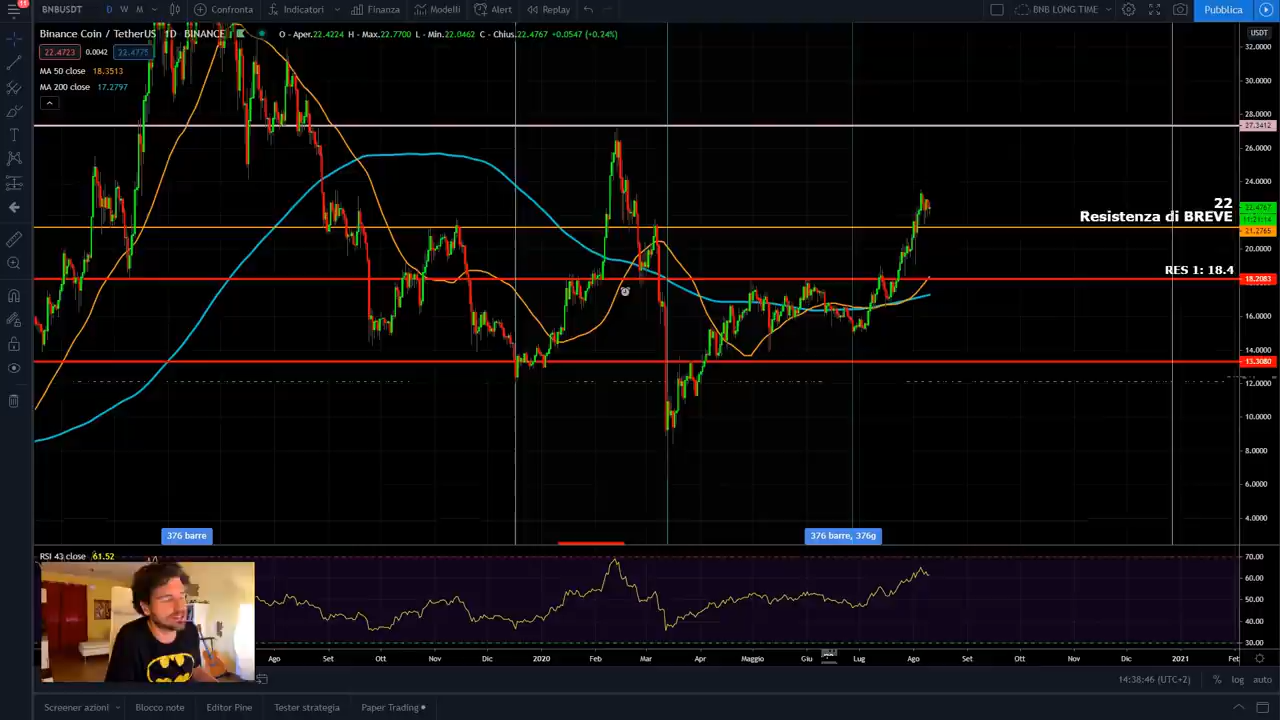 11
BNBUSDT D W M Confronta Indicatori Finanza Modelli Alert Replay BNB LONG TIME Pubblica
Binance Coin / TetherUS 1D BINANCE O - Aper.22.4224 H - Max.22.7700 L - Min.22.0462 C - Chius.22.4767 +0.0547 (+0.24%) USDT
22.4723 0.0042 22.4775
32.0000
MA 50 close 18.3513
30.0000
MA 200 close 17.2797
28.0000
27.3412
26.0000
24.0000
22 22.4767
Resistenza di BREVE
21.2765
20.0000
RES 1: 18.4
18.2083
16.0000
13.3080
12.0000
10.0000
8.0000
6.0000
4.0000
376 barre 376 barre, 376g
RSI 43 close 61.52 70.00
60.00
50.00
40.00
30.00
Ago Set Ott Nov Dic 2020 Feb Mar Apr Maggio Giu Lug Ago Set Ott Nov Dic 2021 Feb
14:38:46 (UTC+2) % log auto
Screener azioni Blocco note Editor Pine Tester strategia Paper Trading